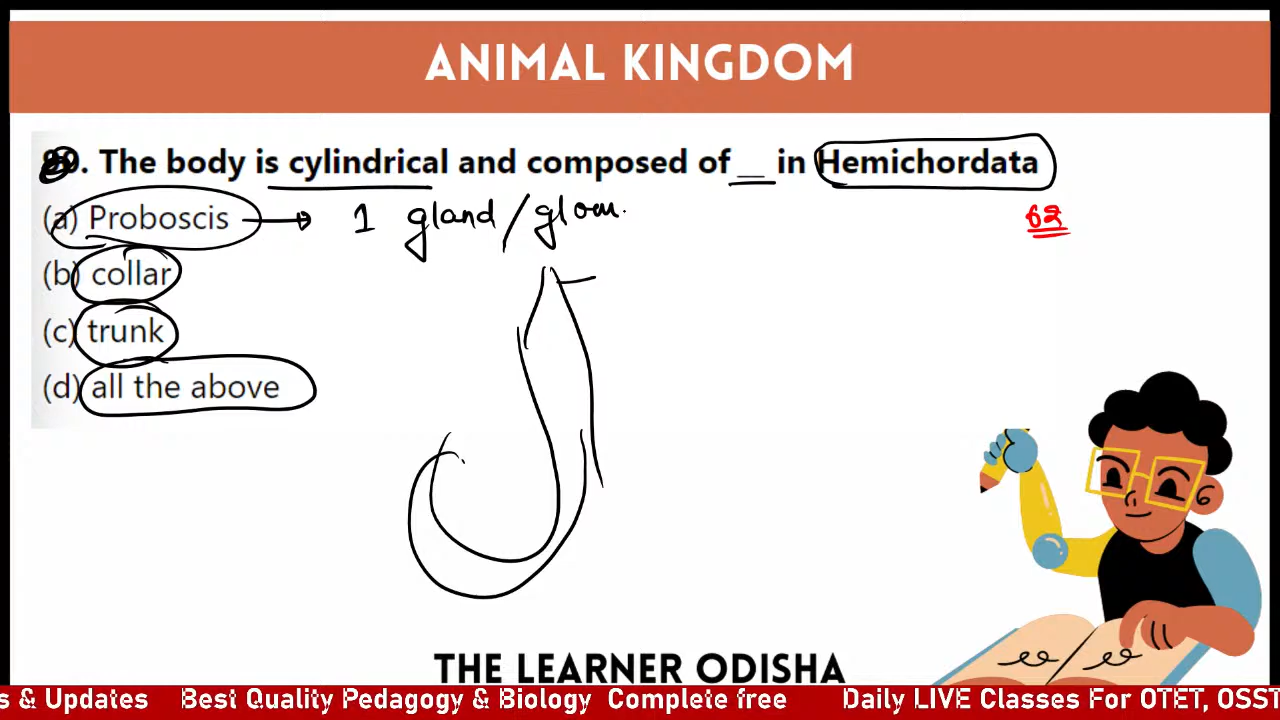 ANIMAL KINGDOM
. The body is cylindrical and composed of __ in Hemichordata
(a) Proboscis → 1 gland/glom.
62
(b) collar
(c) trunk
(d) all the above
THE LEARNER ODISHA
s & Updates Best Quality Pedagogy & Biology Complete free Daily LIVE Classes For OTET, OSST